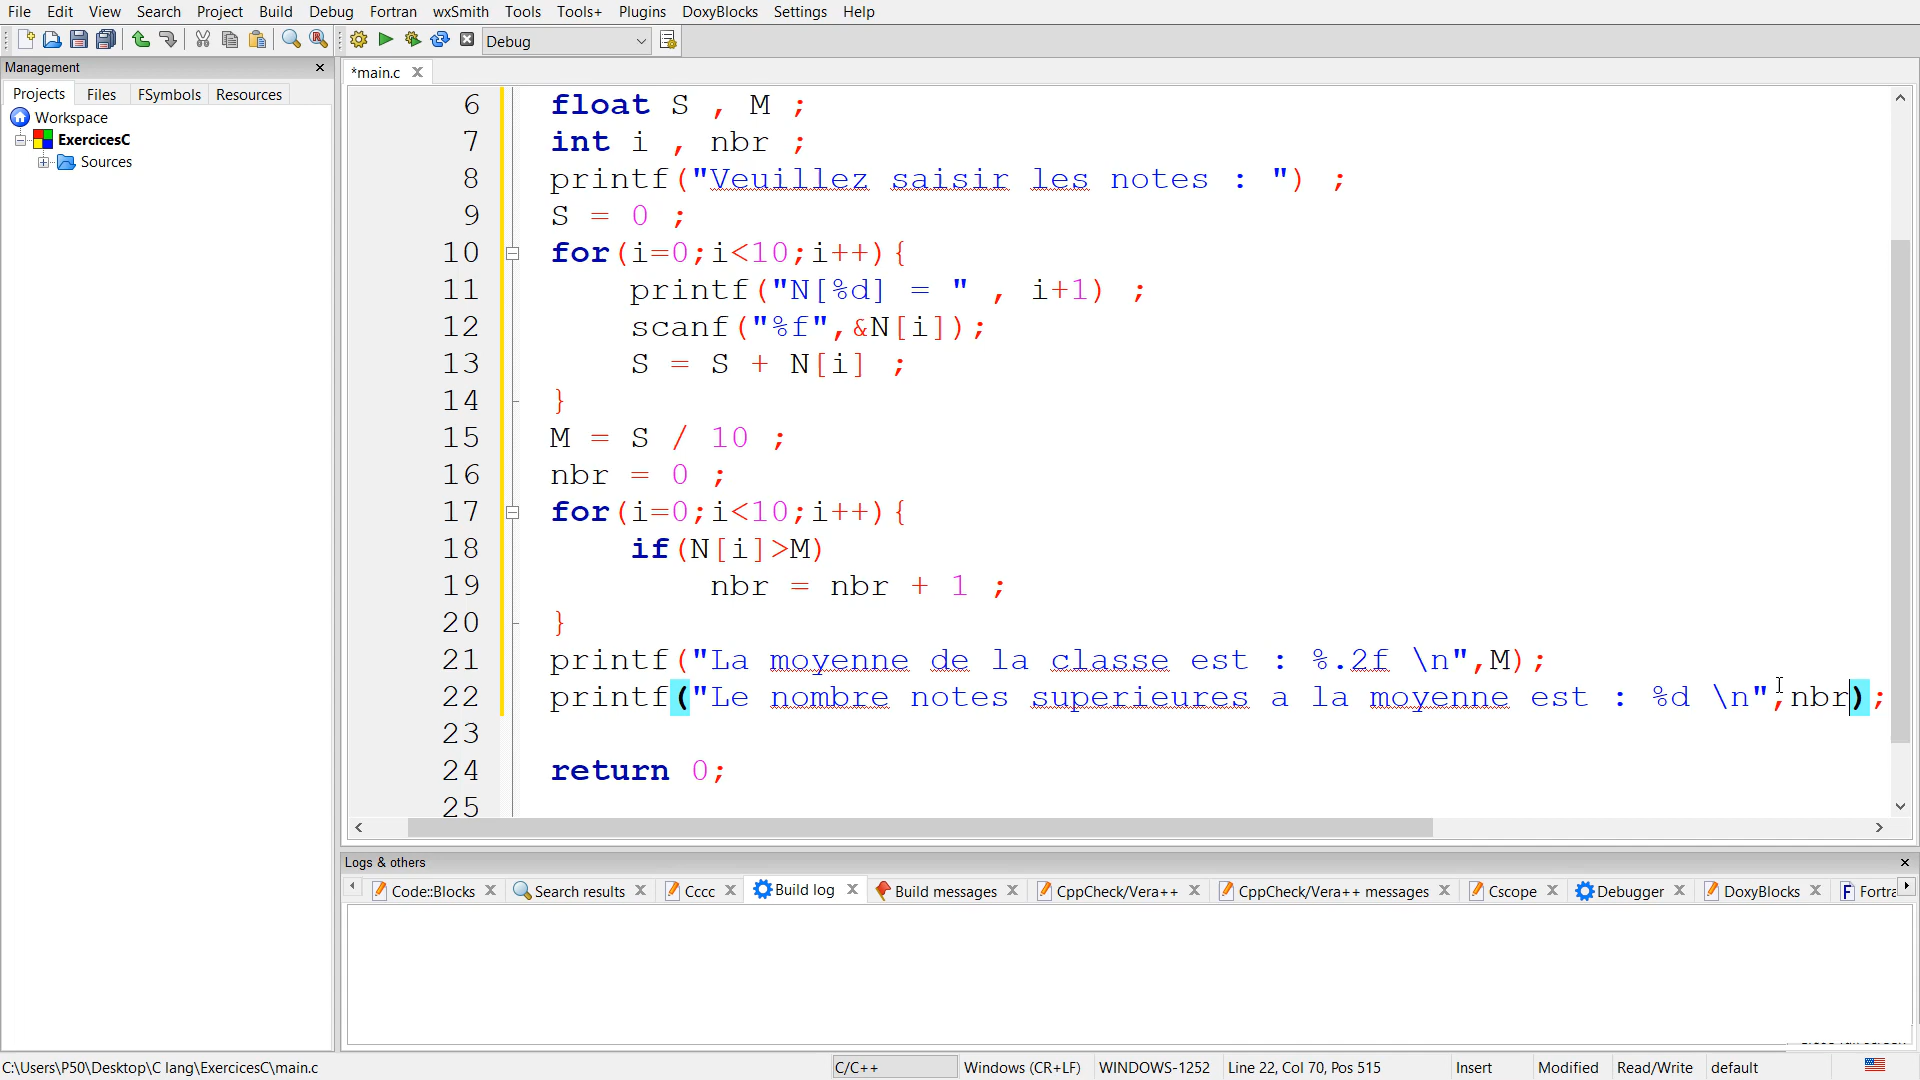 File Edit View Search Project Build Debug Fortran wxSmith Tools Tools+ Plugins DoxyBlocks Settings Help
Debug
Management
*main.c
Projects Files FSymbols Resources
Workspace
ExercicesC
Sources
6 float S , M ;
7 int i , nbr ;
8 printf("Veuillez saisir les notes : ") ;
9 S = 0 ;
10 for(i=0;i<10;i++){
11 printf("N[%d] = " , i+1) ;
12 scanf("%f",&N[i]);
13 S = S + N[i] ;
14 }
15 M = S / 10 ;
16 nbr = 0 ;
17 for(i=0;i<10;i++){
18 if(N[i]>M)
19 nbr = nbr + 1 ;
20 }
21 printf("La moyenne de la classe est : %.2f \n",M);
22 printf("Le nombre notes superieures a la moyenne est : %d \n",nbr);
23
24 return 0;
25
Logs & others
Code::Blocks Search results Cccc Build log Build messages CppCheck/Vera++ CppCheck/Vera++ messages Cscope Debugger DoxyBlocks Fortra
C:\Users\P50\Desktop\C lang\ExercicesC\main.c C/C++ Windows (CR+LF) WINDOWS-1252 Line 22, Col 70, Pos 515 Insert Modified Read/Write default